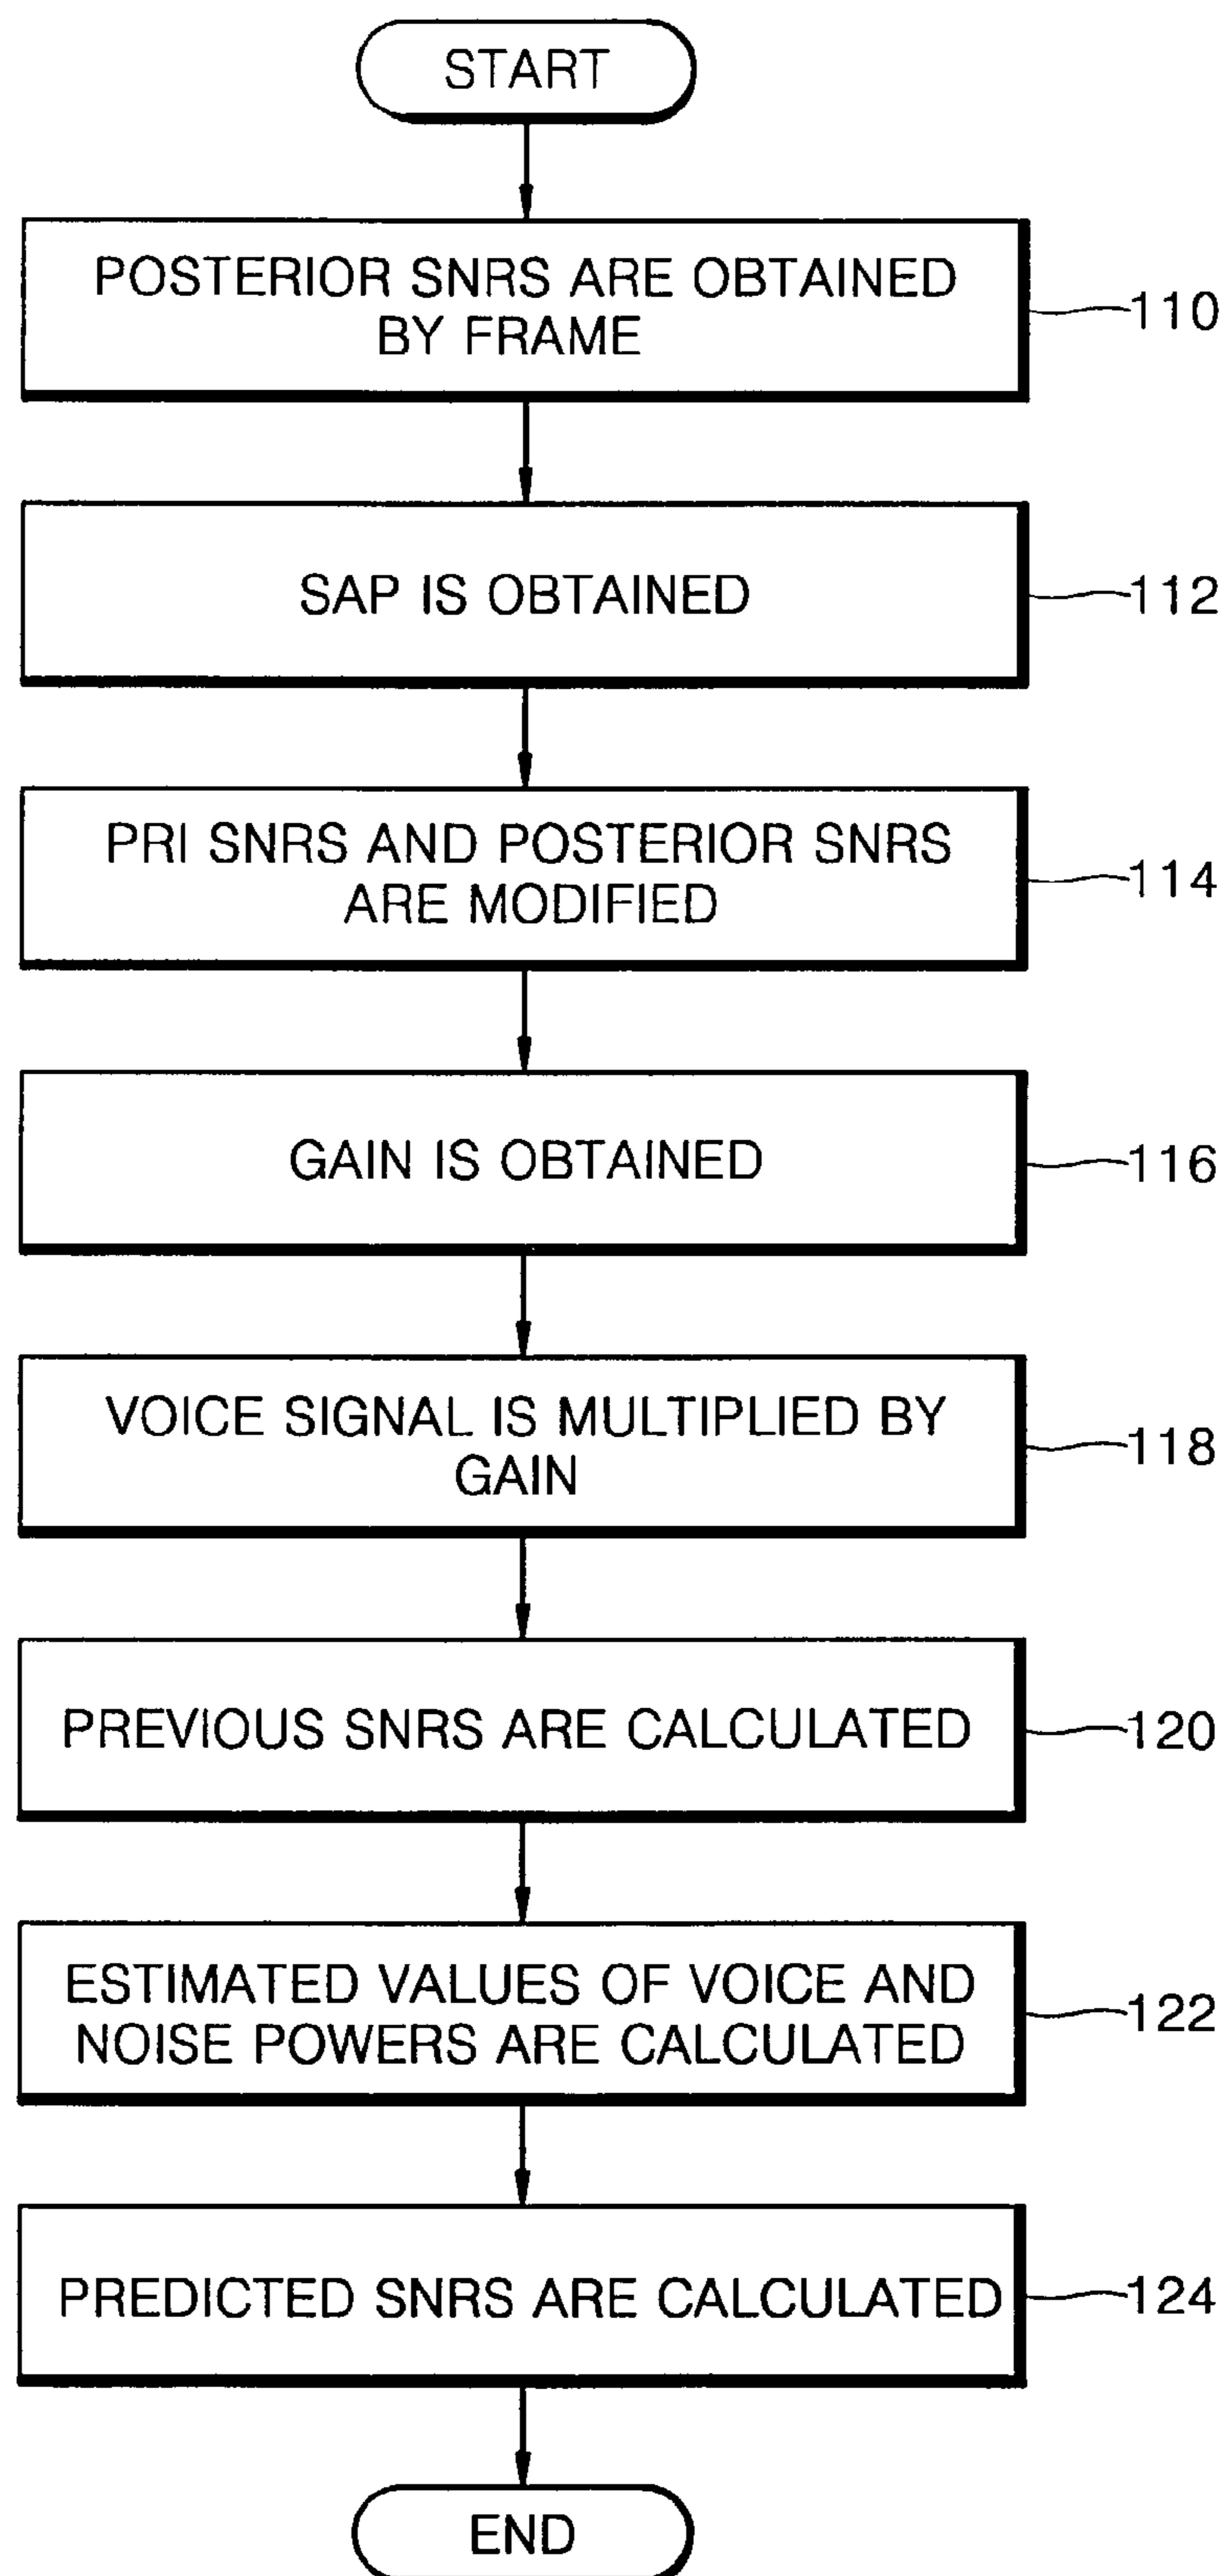 START
POSTERIOR SNRS ARE OBTAINED
BY FRAME
110
SAP IS OBTAINED
112
PRI SNRS AND POSTERIOR SNRS
ARE MODIFIED
114
GAIN IS OBTAINED
116
VOICE SIGNAL IS MULTIPLIED BY
GAIN
118
PREVIOUS SNRS ARE CALCULATED
120
ESTIMATED VALUES OF VOICE AND
NOISE POWERS ARE CALCULATED
122
PREDICTED SNRS ARE CALCULATED
124
END